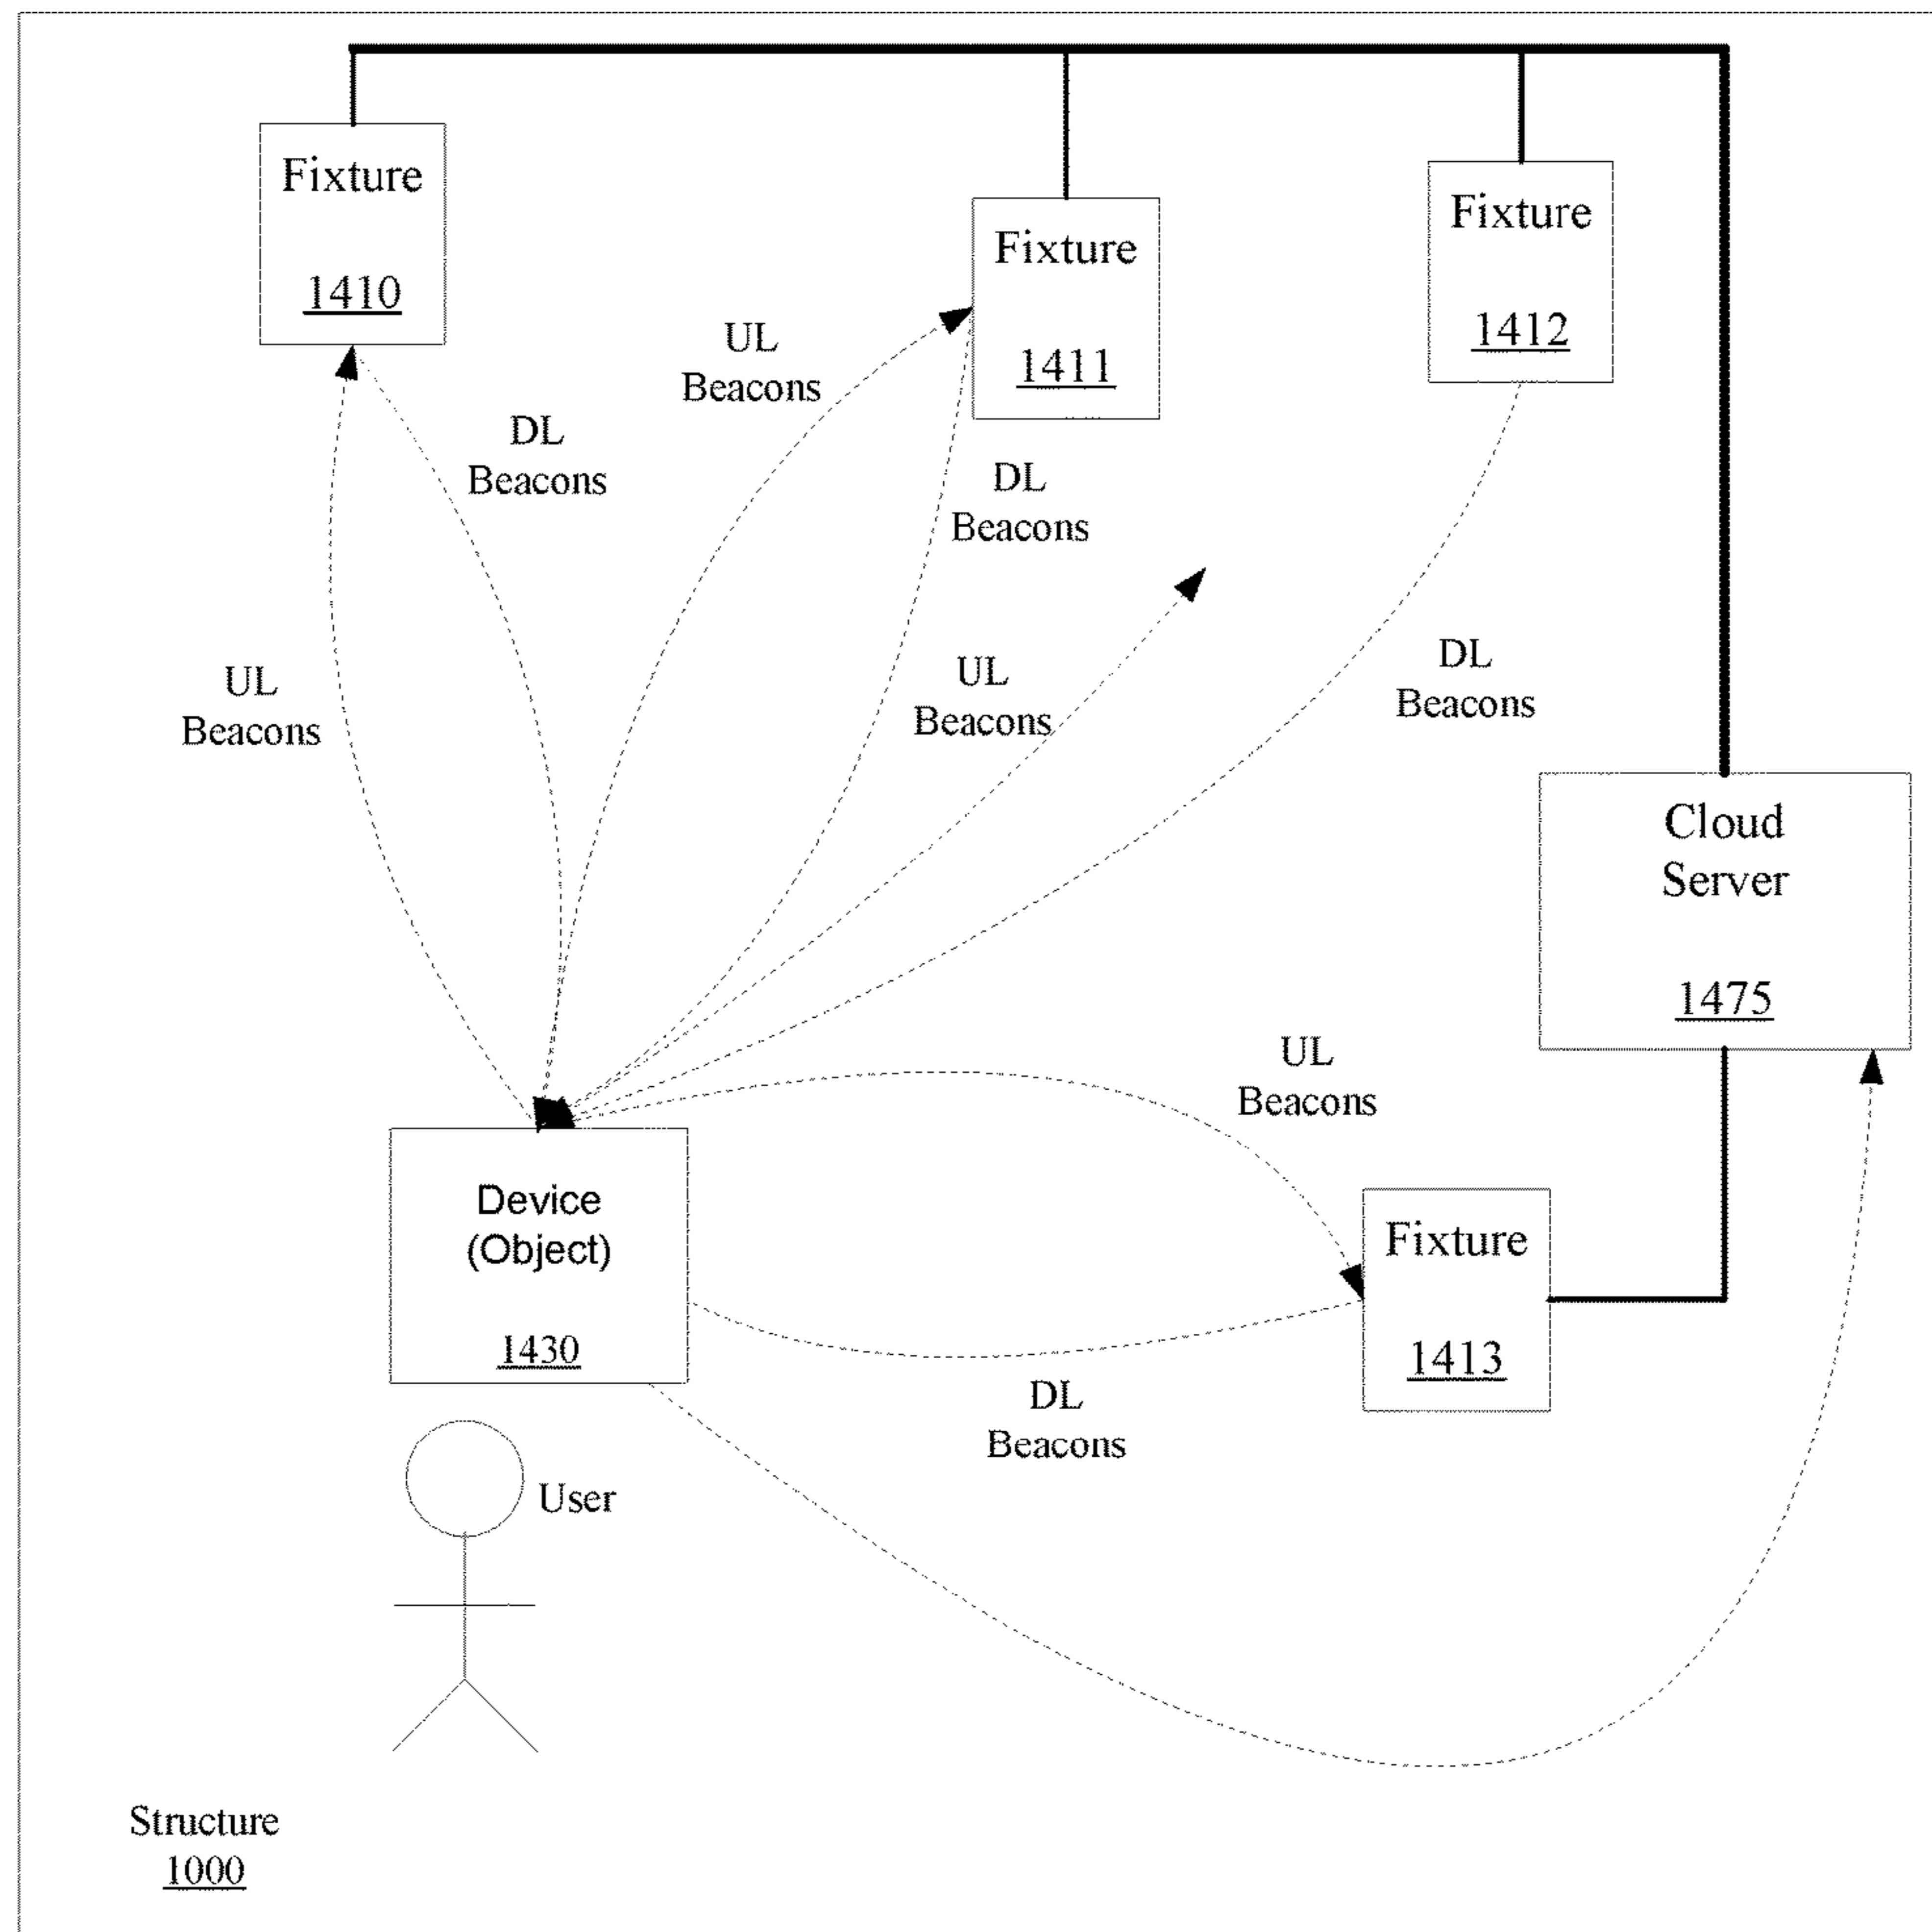 Fixture
1410
Fixture
1411
Fixture
1412
UL
Beacons
DL
Beacons
DL
Beacons
UL
Beacons
UL
Beacons
DL
Beacons
Cloud
Server
1475
UL
Beacons
Device
(Object)
1430
Fixture
1413
DL
Beacons
User
Structure
1000